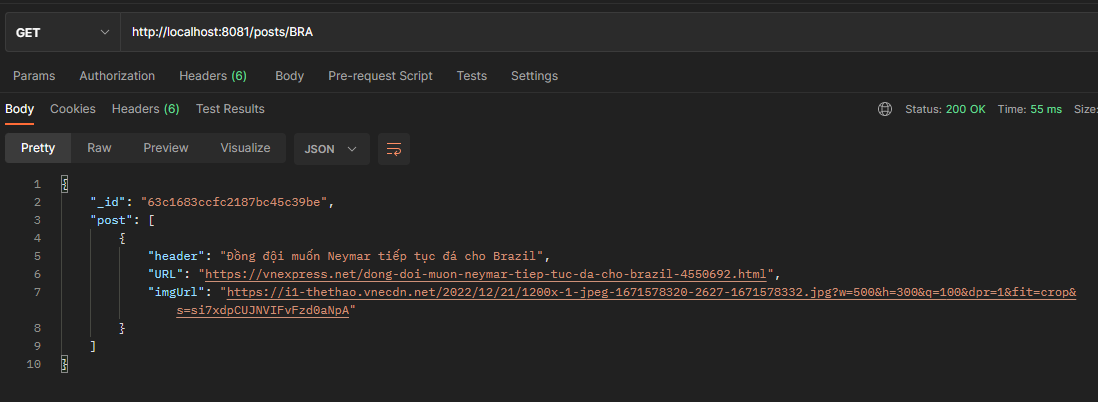 GET http://localhost:8081/posts/BRA
Params Authorization Headers (6) Body Pre-request Script Tests Settings
Body Cookies Headers (6) Test Results Status: 200 OK Time: 55 ms Size:
Pretty Raw Preview Visualize JSON
1 {
2 "_id": "63c1683ccfc2187bc45c39be",
3 "post": [
4 {
5 "header": "Đồng đội muốn Neymar tiếp tục đá cho Brazil",
6 "URL": "https://vnexpress.net/dong-doi-muon-neymar-tiep-tuc-da-cho-brazil-4550692.html",
7 "imgUrl": "https://i1-thethao.vnecdn.net/2022/12/21/1200x-1-jpeg-1671578320-2627-1671578332.jpg?w=500&h=300&q=100&dpr=1&fit=crop&
s=si7xdpCUJNVIFvFzd0aNpA"
8 }
9 ]
10 }